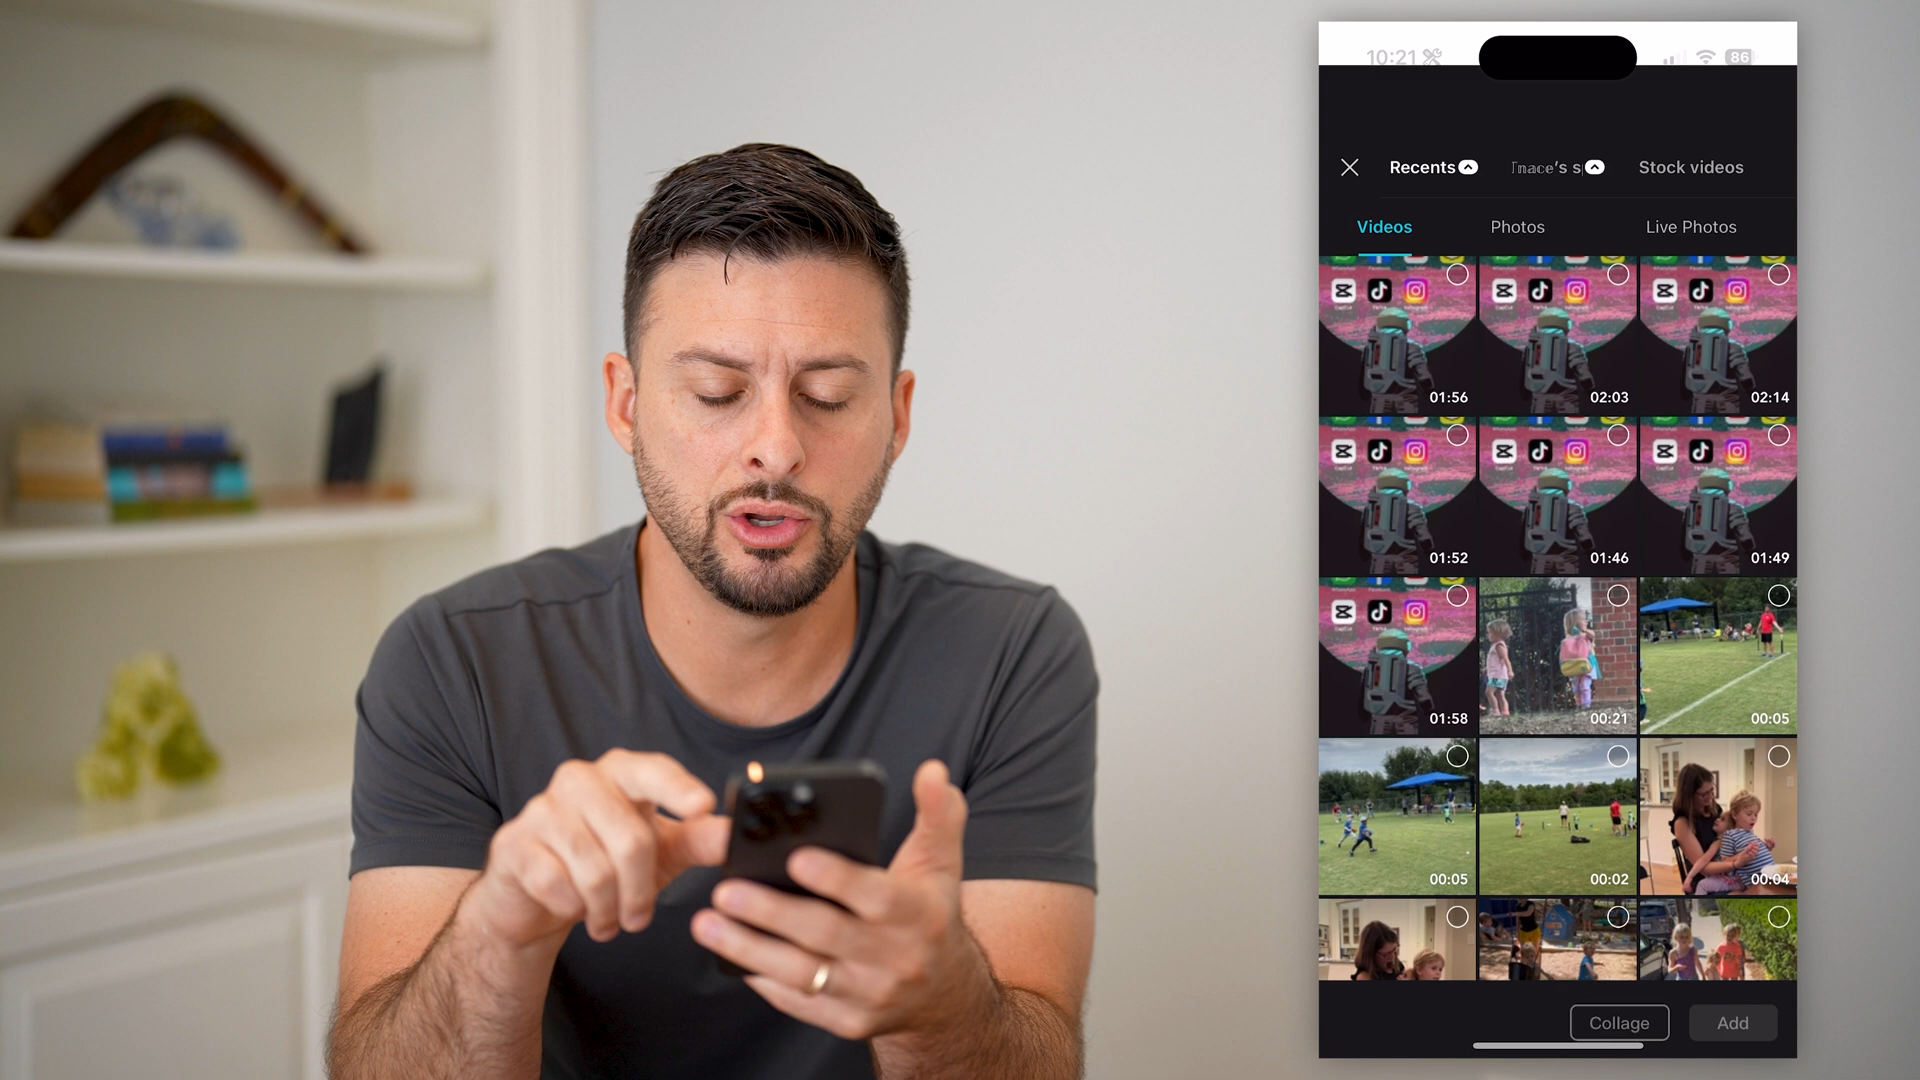 10:21
86
Recents
Stock videos
Videos
Photos
Live Photos
01:56
02:03
02:14
01:52
01:46
01:49
01:58
00:21
00:05
00:05
00:02
00:04
Collage
Add